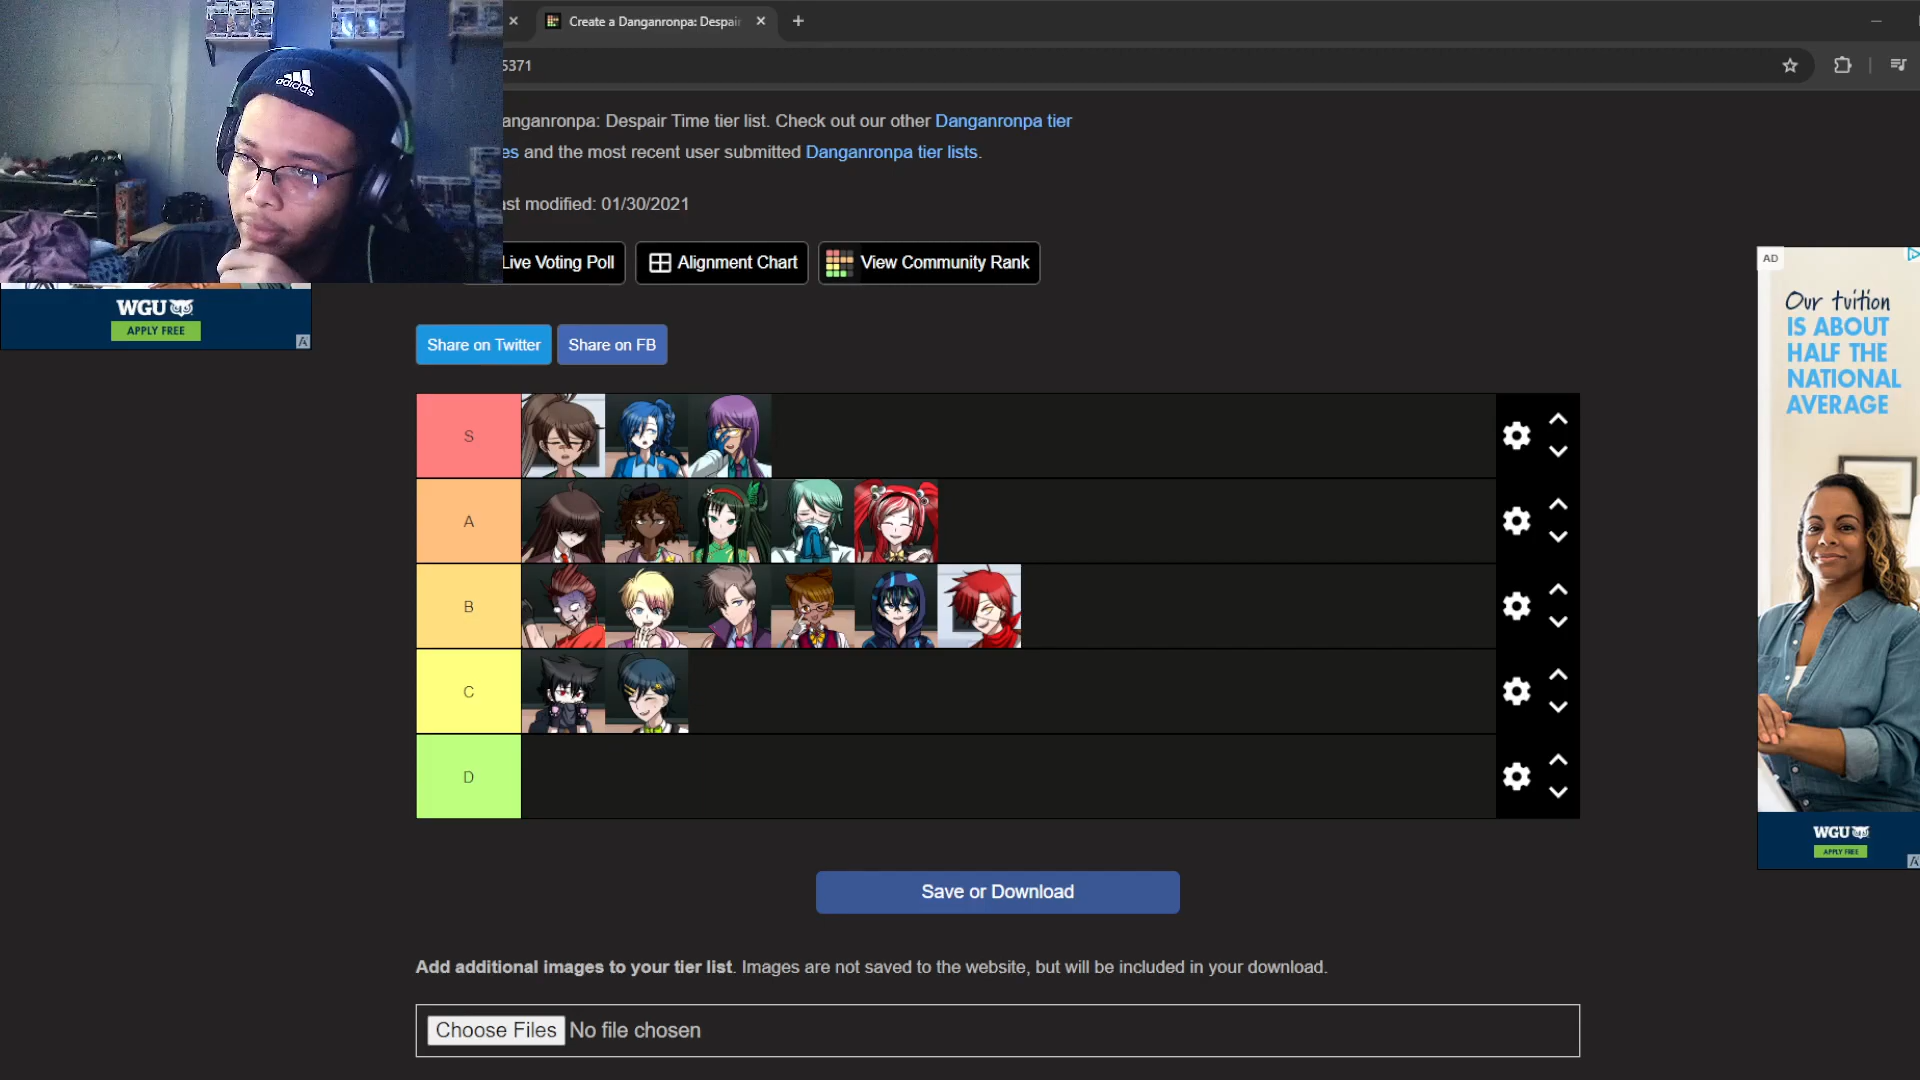 Create a Danganronpa: Despair
5371
adidas
anganronpa: Despair Time tier list. Check out our other Danganronpa tier
es and the most recent user submitted Danganronpa tier lists.
ast modified: 01/30/2021
Live Voting Poll
Alignment Chart
View Community Rank
WGU
APPLY FREE
Share on Twitter
Share on FB
AD
Our tuition
IS ABOUT
HALF THE
NATIONAL
AVERAGE
S
A
B
C
D
WGU
APPLY FREE
Save or Download
Add additional images to your tier list. Images are not saved to the website, but will be included in your download.
Choose Files No file chosen